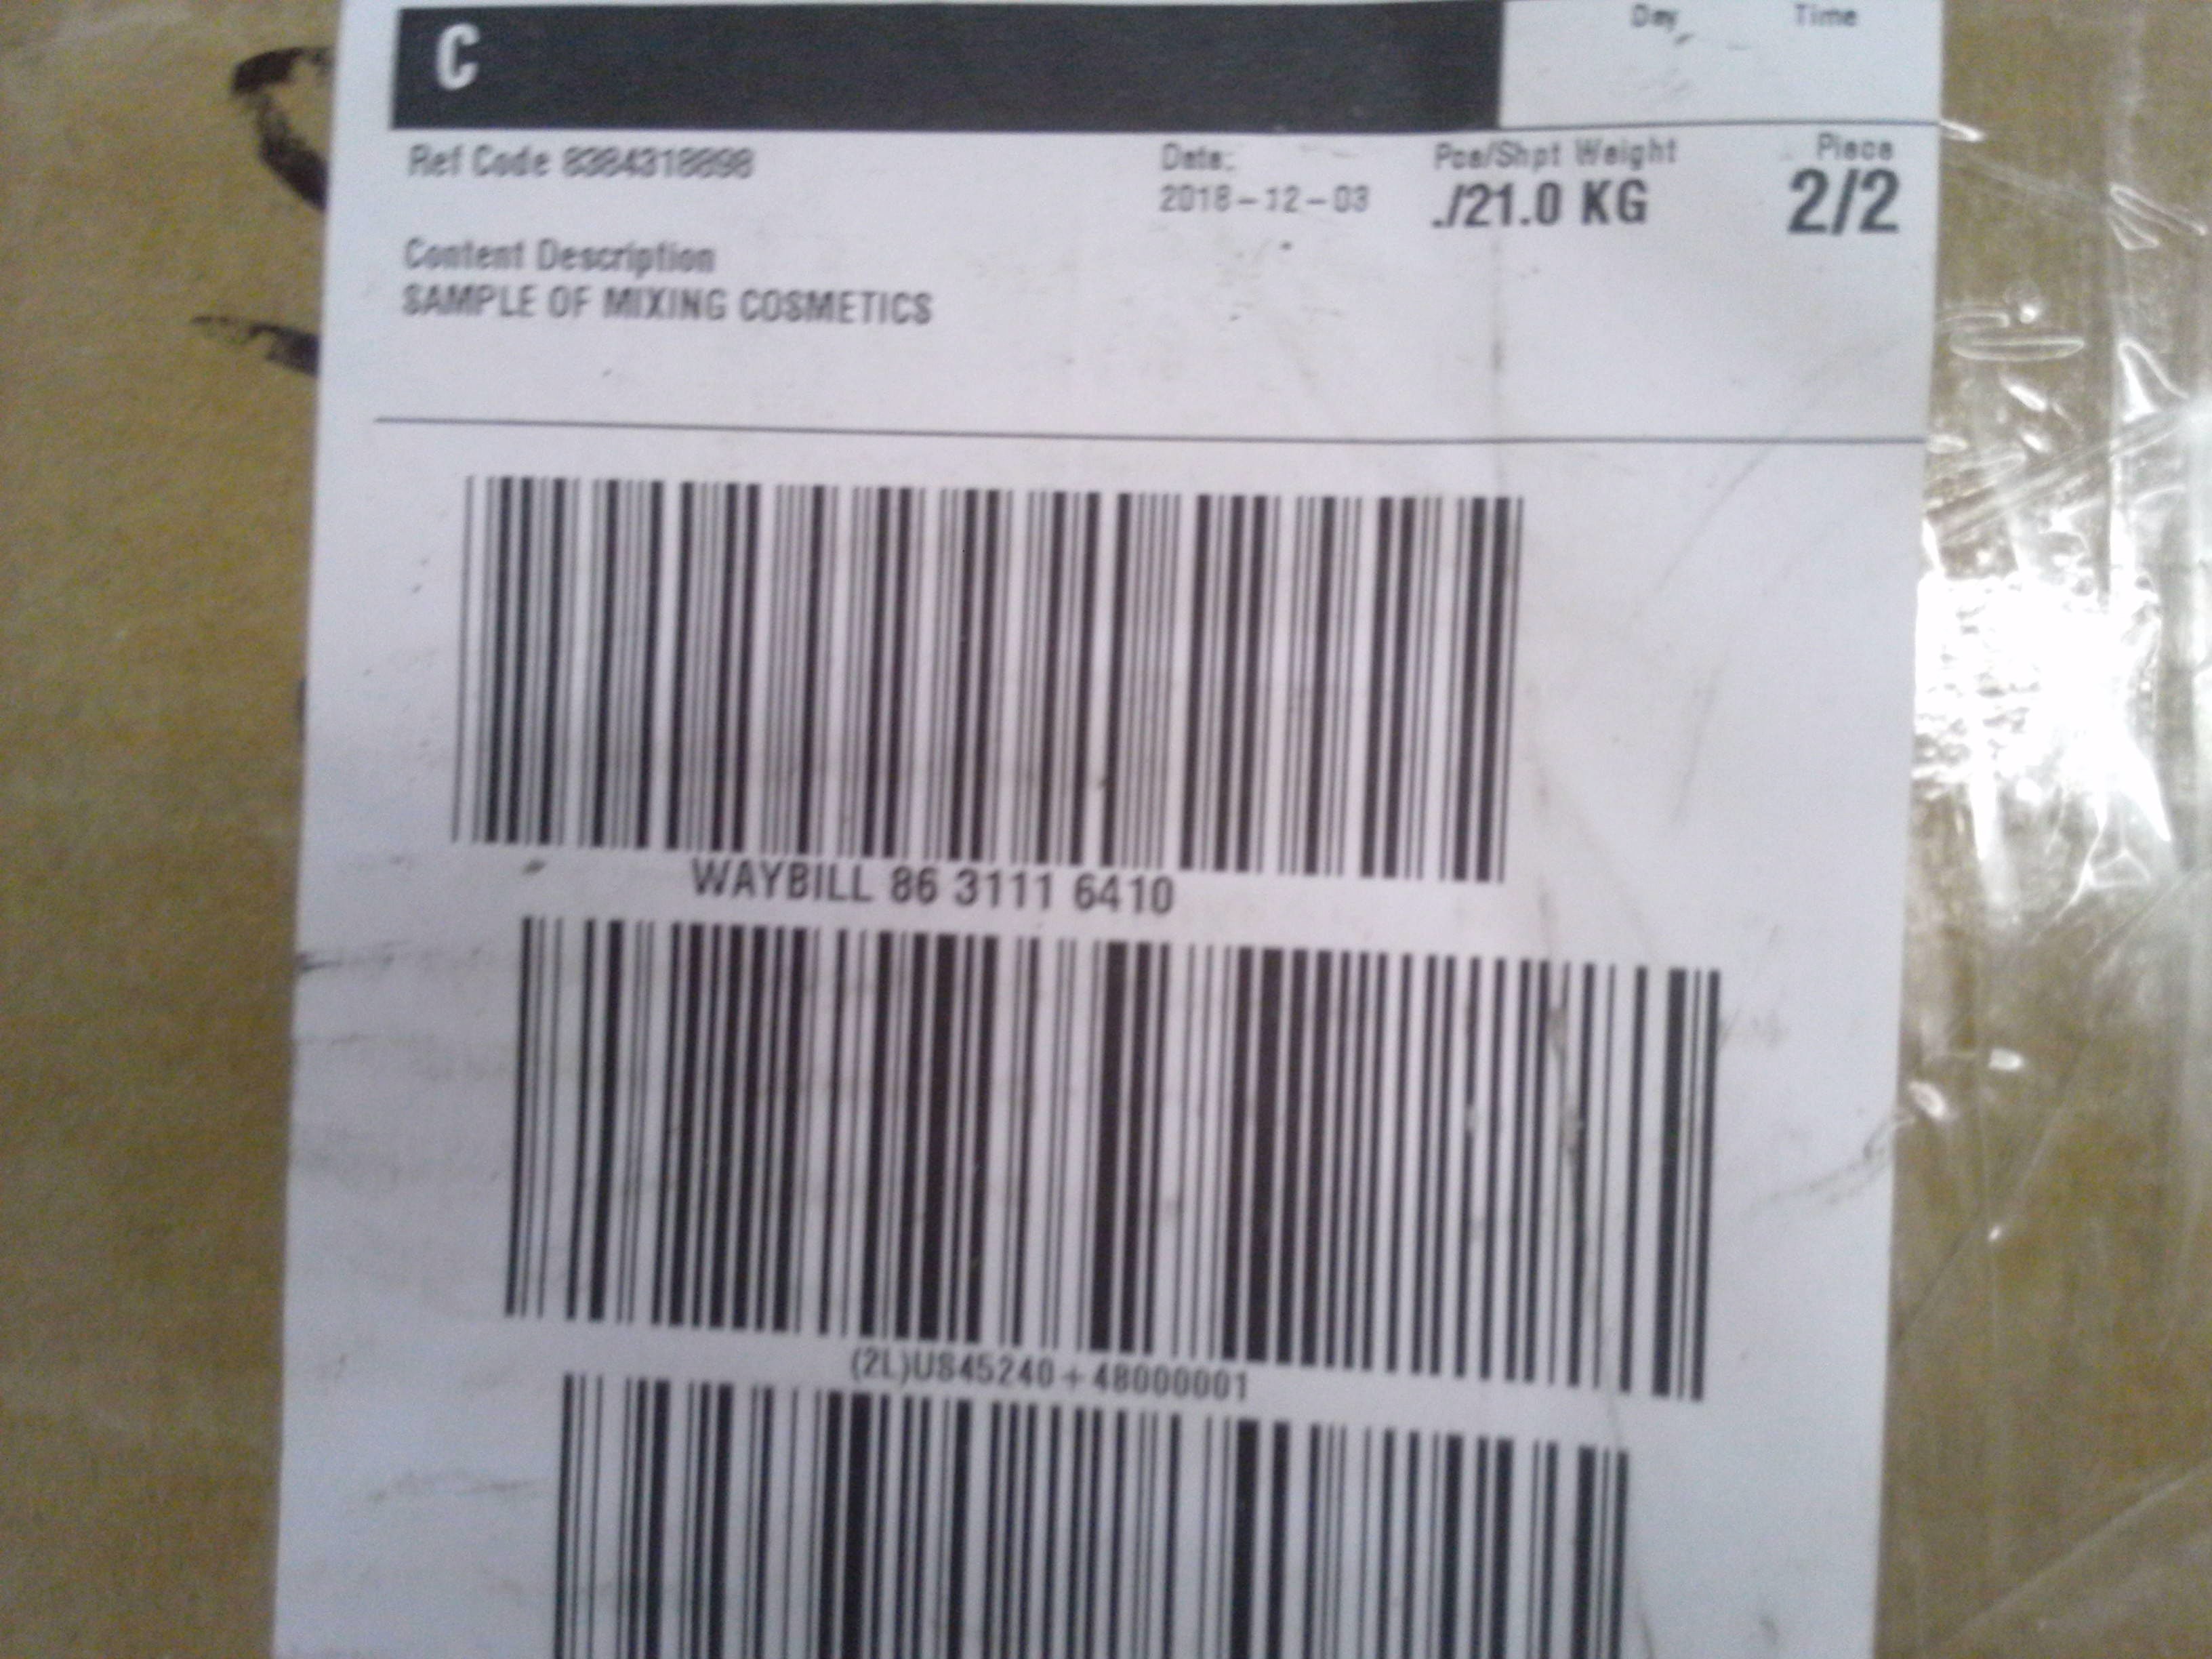 C
Day Time
Ref Code 8384318898
Date:
2018-12-03
Pce/Shpt Weight
./21.0 KG
Piece
2/2
Content Description
SAMPLE OF MIXING COSMETICS
WAYBILL 86 3111 6410
(2L)US45240+48000001